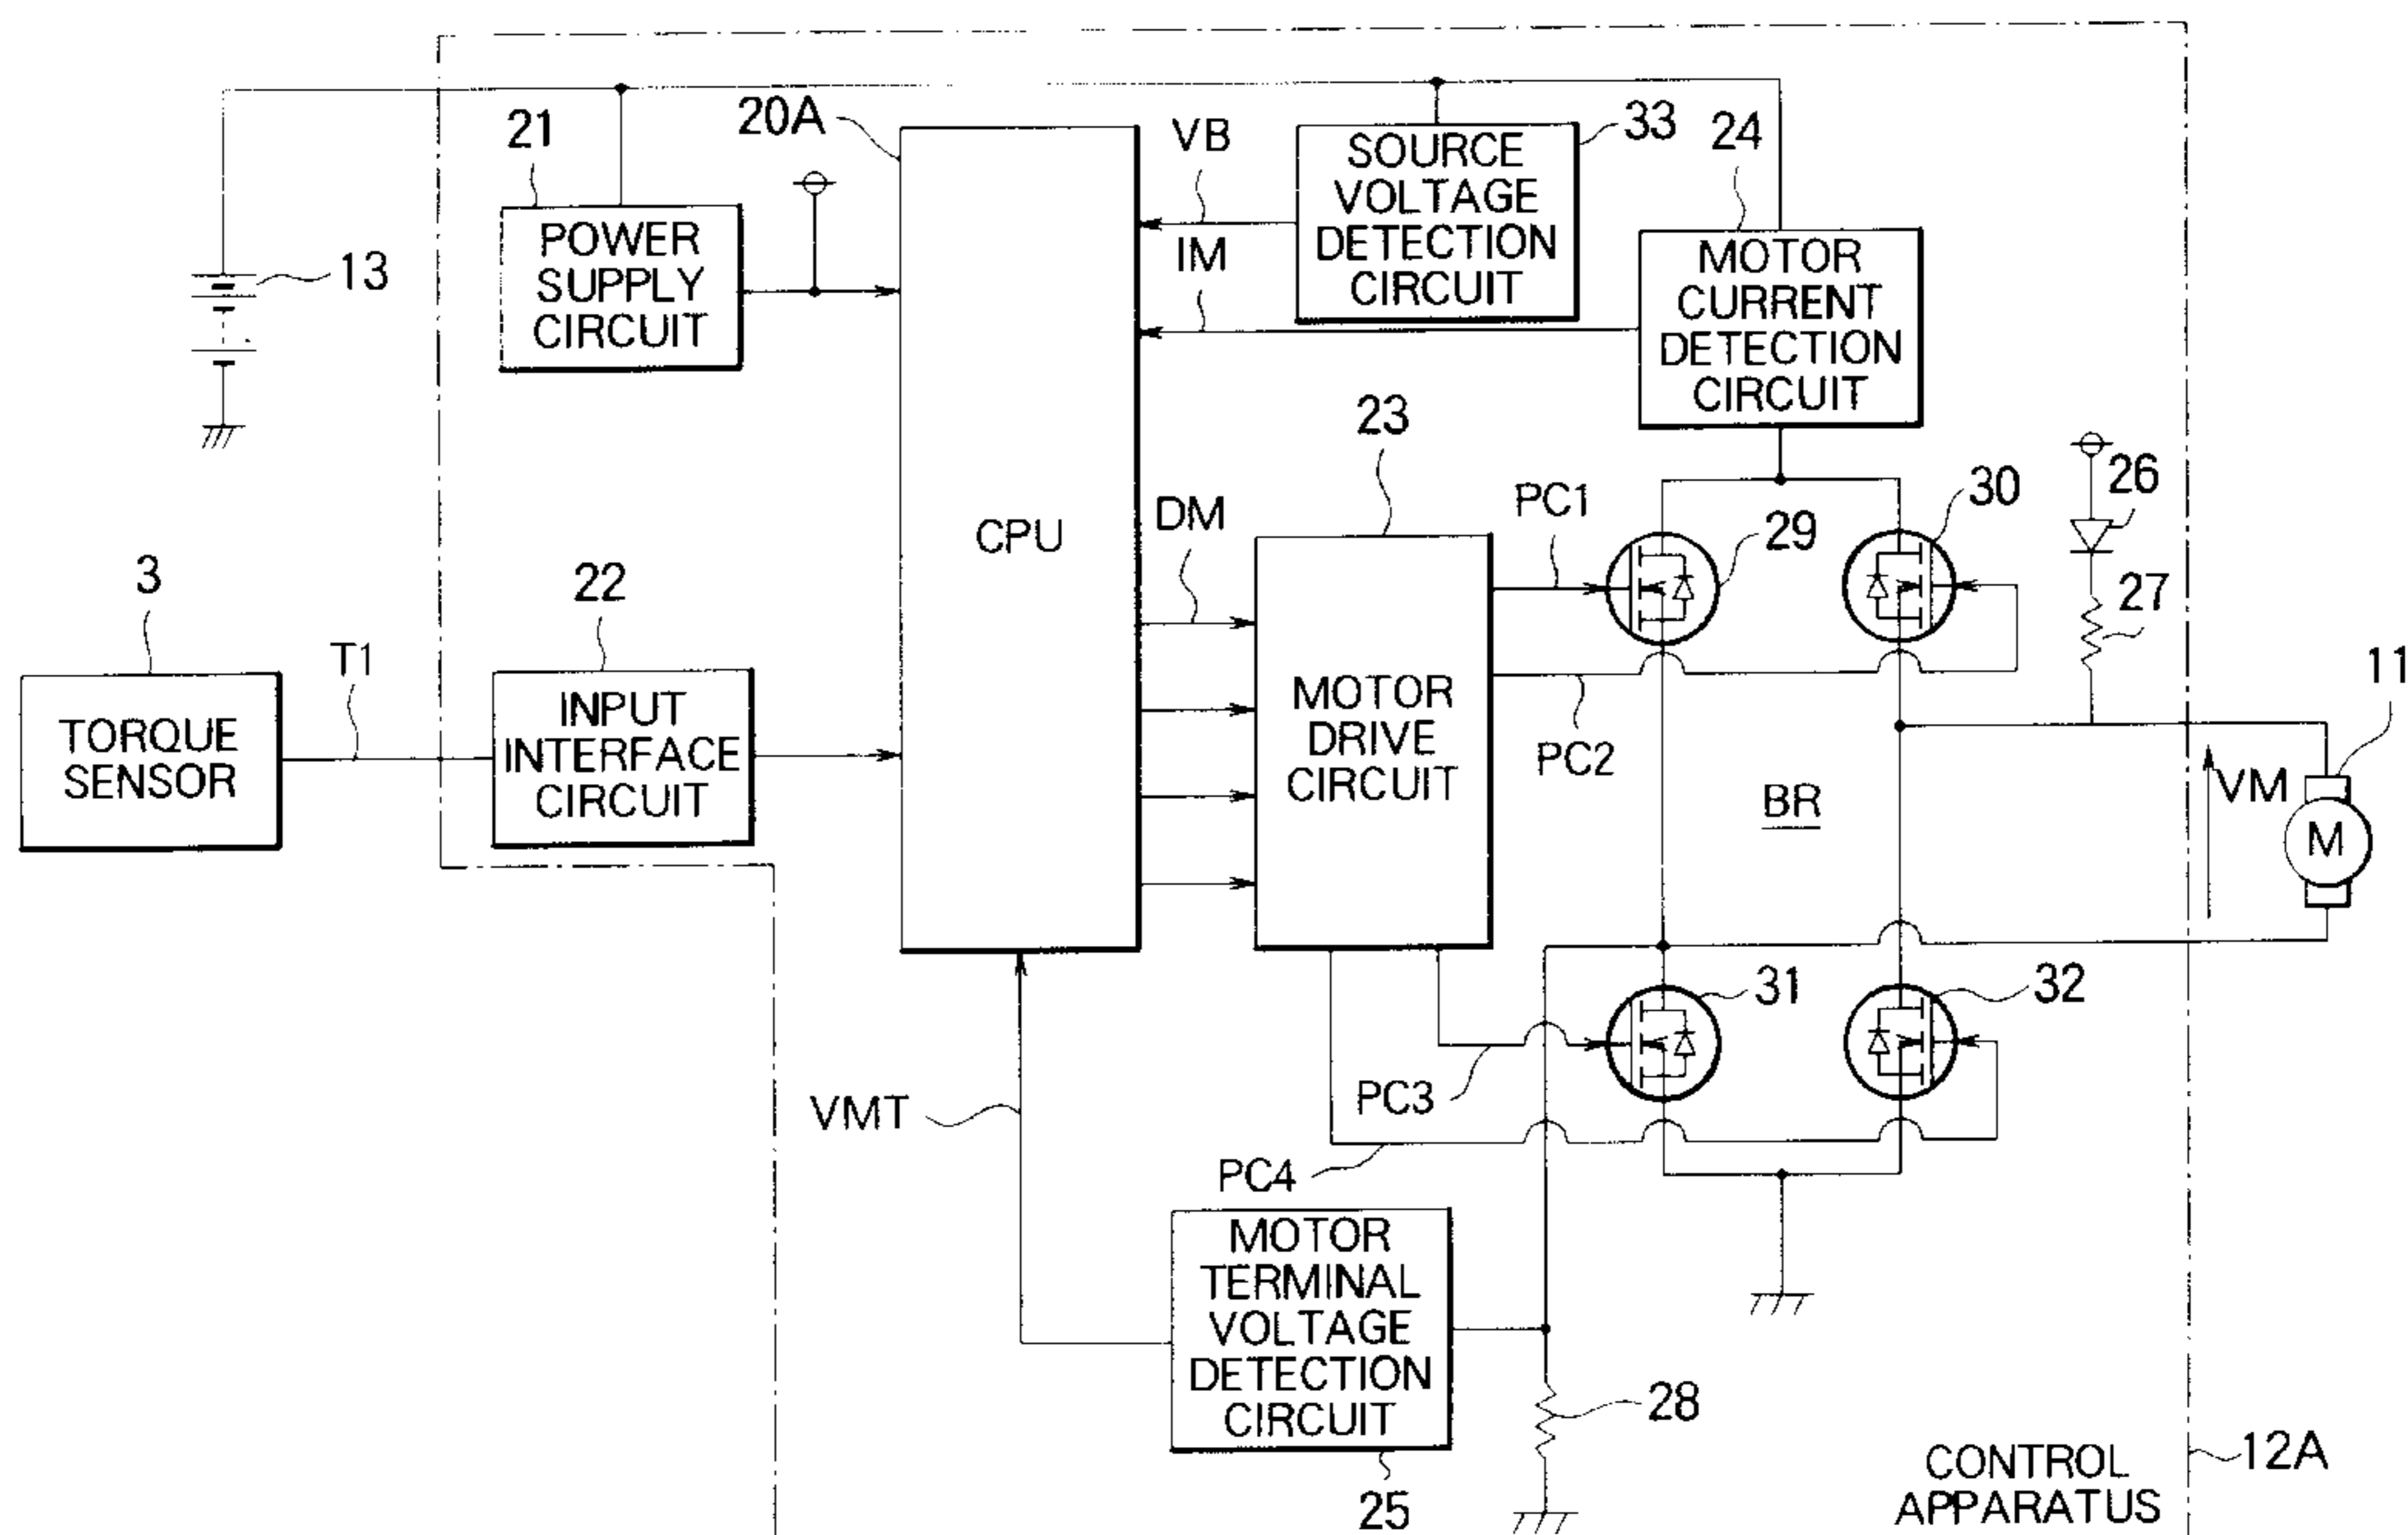 21
20A
VB
33
24
SOURCE
VOLTAGE
DETECTION
CIRCUIT
13
POWER
SUPPLY
CIRCUIT
IM
MOTOR
CURRENT
DETECTION
CIRCUIT
23
26
30
PC1
29
DM
CPU
3
22
27
T1
11
TORQUE
SENSOR
INPUT
INTERFACE
CIRCUIT
MOTOR
DRIVE
CIRCUIT
PC2
BR
VM
M
31
32
PC3
VMT
PC4
MOTOR
TERMINAL
VOLTAGE
DETECTION
CIRCUIT
28
25
CONTROL
APPARATUS
12A